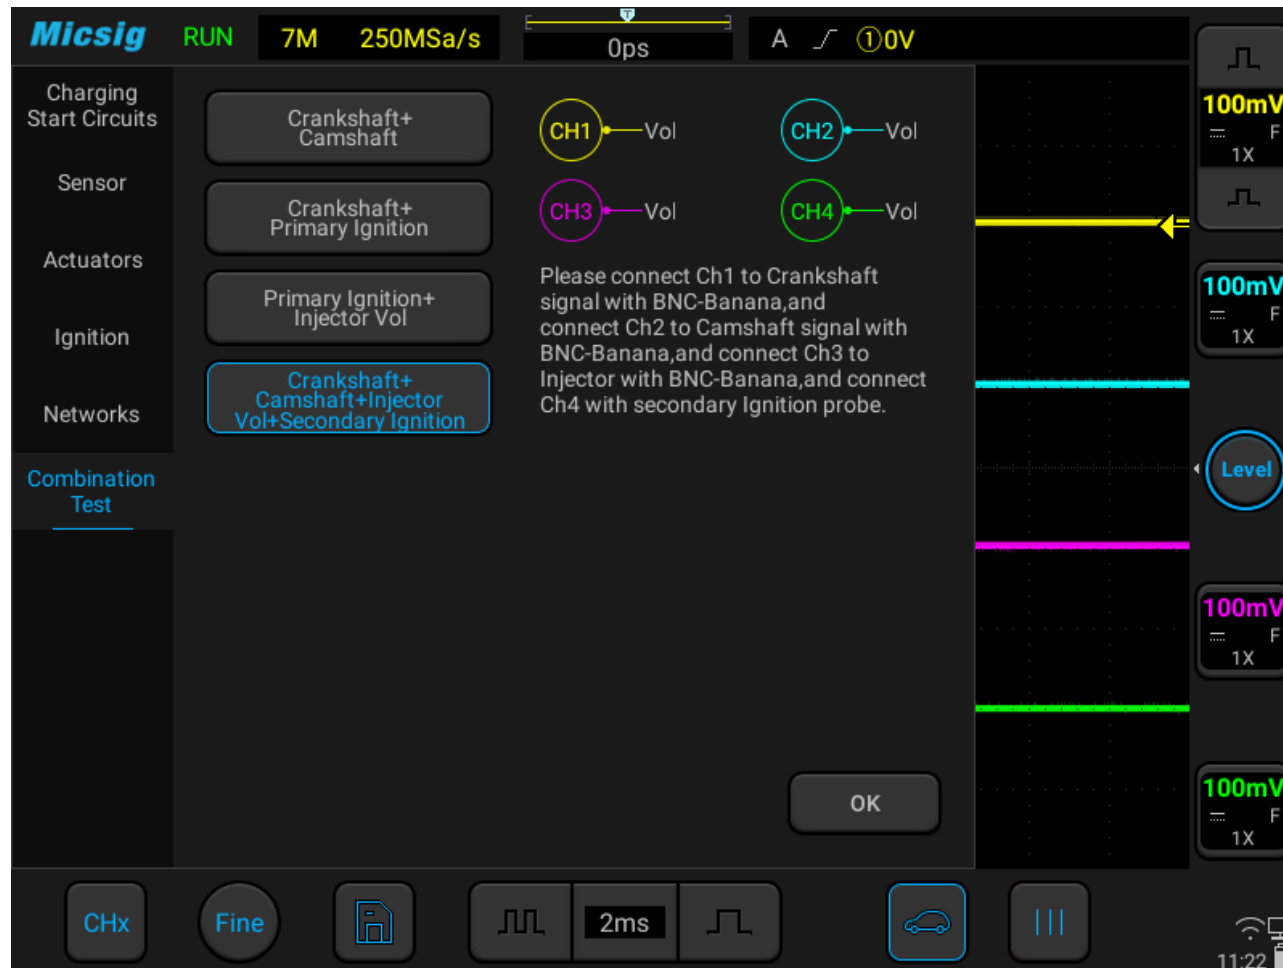 Micsig RUN 7M 250MSa/s T 0ps A ①0V
Charging
Start Circuits
Sensor
Actuators
Ignition
Networks
Combination
Test
Crankshaft+
Camshaft
Crankshaft+
Primary Ignition
Primary Ignition+
Injector Vol
Crankshaft+
Camshaft+Injector
Vol+Secondary Ignition
CH1 Vol CH2 Vol
CH3 Vol CH4 Vol
Please connect Ch1 to Crankshaft
signal with BNC-Banana,and
connect Ch2 to Camshaft signal with
BNC-Banana,and connect Ch3 to
Injector with BNC-Banana,and connect
Ch4 with secondary Ignition probe.
OK
100mV
F
1X
100mV
F
1X
Level
100mV
F
1X
100mV
F
1X
CHx Fine 2ms
11:22